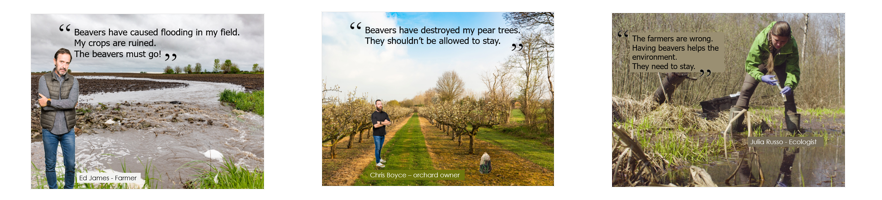 “ Beavers have caused flooding in my field.
My crops are ruined.
The beavers must go! ”
Ed James - Farmer
“ Beavers have destroyed my pear trees.
They shouldn’t be allowed to stay. ”
Chris Boyce – orchard owner
“ The farmers are wrong.
Having beavers helps the
environment.
They need to stay. ”
Julia Russo - Ecologist